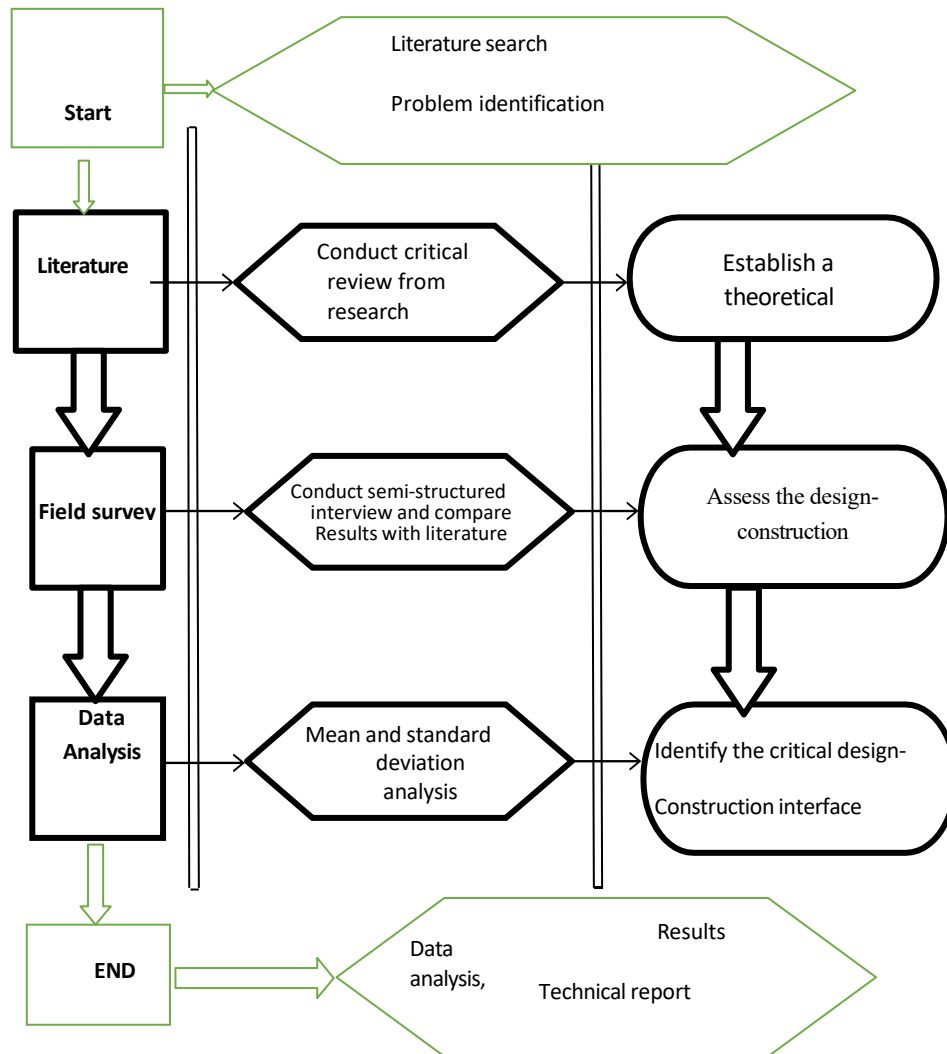 Literature search
Problem identification
Start
Literature
Conduct critical
review from
research
Establish a
theoretical
Field survey
Conduct semi-structured
interview and compare
Results with literature
Assess the design-
construction
Data
Analysis
Mean and standard
deviation
analysis
Identify the critical design-
Construction interface
END
Results
Data
analysis,
Technical report